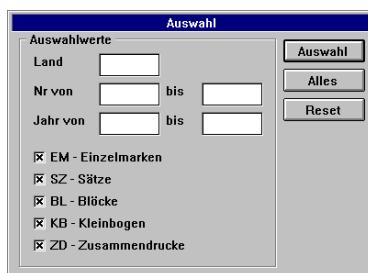 Auswahl
Auswahlwerte
Land
Nr von bis
Jahr von bis
EM - Einzelmarken
SZ - Sätze
BL - Blöcke
KB - Kleinbogen
ZD - Zusammendrucke
Auswahl
Alles
Reset